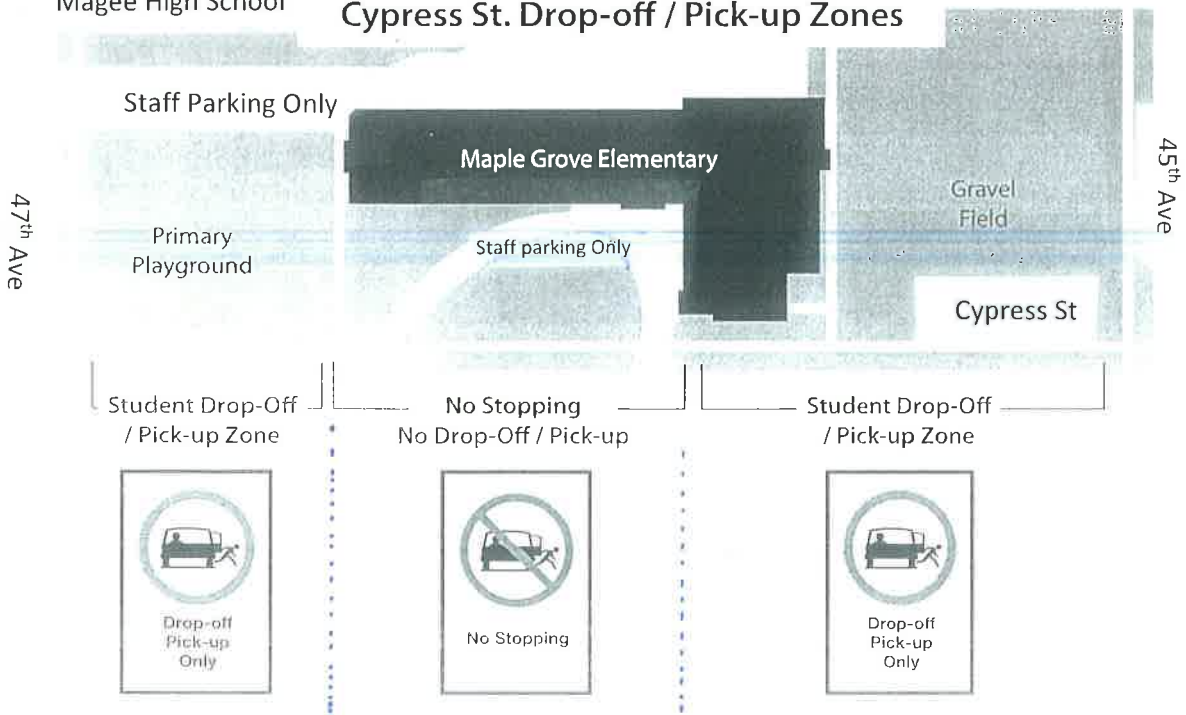 Magee High School
Cypress St. Drop-off / Pick-up Zones
Staff Parking Only
Maple Grove Elementary
45th Ave
47th Ave
Gravel
Field
Primary
Playground
Staff parking Only
Cypress St
Student Drop-Off
/ Pick-up Zone
No Stopping
No Drop-Off / Pick-up
Student Drop-Off
/ Pick-up Zone
Drop-off
Pick-up
Only
No Stopping
Drop-off
Pick-up
Only